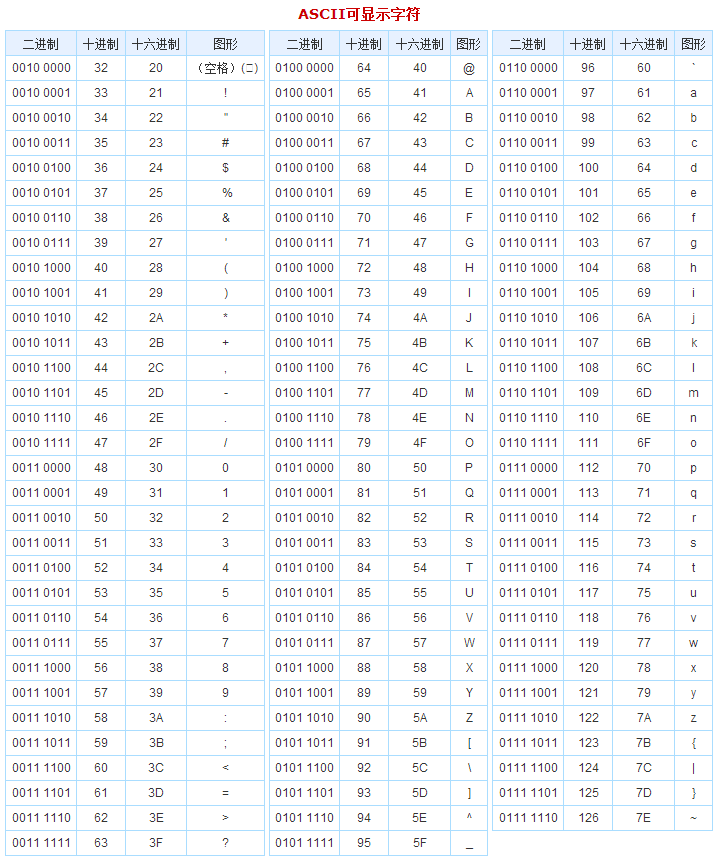 ASCII可显示字符
二进制 十进制 十六进制 图形 二进制 十进制 十六进制 图形 二进制 十进制 十六进制 图形
0010 0000 32 20 （空格）(□) 0100 0000 64 40 @ 0110 0000 96 60 `
0010 0001 33 21 ! 0100 0001 65 41 A 0110 0001 97 61 a
0010 0010 34 22 " 0100 0010 66 42 B 0110 0010 98 62 b
0010 0011 35 23 # 0100 0011 67 43 C 0110 0011 99 63 c
0010 0100 36 24 $ 0100 0100 68 44 D 0110 0100 100 64 d
0010 0101 37 25 % 0100 0101 69 45 E 0110 0101 101 65 e
0010 0110 38 26 & 0100 0110 70 46 F 0110 0110 102 66 f
0010 0111 39 27 ' 0100 0111 71 47 G 0110 0111 103 67 g
0010 1000 40 28 ( 0100 1000 72 48 H 0110 1000 104 68 h
0010 1001 41 29 ) 0100 1001 73 49 I 0110 1001 105 69 i
0010 1010 42 2A * 0100 1010 74 4A J 0110 1010 106 6A j
0010 1011 43 2B + 0100 1011 75 4B K 0110 1011 107 6B k
0010 1100 44 2C , 0100 1100 76 4C L 0110 1100 108 6C l
0010 1101 45 2D - 0100 1101 77 4D M 0110 1101 109 6D m
0010 1110 46 2E . 0100 1110 78 4E N 0110 1110 110 6E n
0010 1111 47 2F / 0100 1111 79 4F O 0110 1111 111 6F o
0011 0000 48 30 0 0101 0000 80 50 P 0111 0000 112 70 p
0011 0001 49 31 1 0101 0001 81 51 Q 0111 0001 113 71 q
0011 0010 50 32 2 0101 0010 82 52 R 0111 0010 114 72 r
0011 0011 51 33 3 0101 0011 83 53 S 0111 0011 115 73 s
0011 0100 52 34 4 0101 0100 84 54 T 0111 0100 116 74 t
0011 0101 53 35 5 0101 0101 85 55 U 0111 0101 117 75 u
0011 0110 54 36 6 0101 0110 86 56 V 0111 0110 118 76 v
0011 0111 55 37 7 0101 0111 87 57 W 0111 0111 119 77 w
0011 1000 56 38 8 0101 1000 88 58 X 0111 1000 120 78 x
0011 1001 57 39 9 0101 1001 89 59 Y 0111 1001 121 79 y
0011 1010 58 3A : 0101 1010 90 5A Z 0111 1010 122 7A z
0011 1011 59 3B ; 0101 1011 91 5B [ 0111 1011 123 7B {
0011 1100 60 3C < 0101 1100 92 5C \ 0111 1100 124 7C |
0011 1101 61 3D = 0101 1101 93 5D ] 0111 1101 125 7D }
0011 1110 62 3E > 0101 1110 94 5E ^ 0111 1110 126 7E ~
0011 1111 63 3F ? 0101 1111 95 5F _